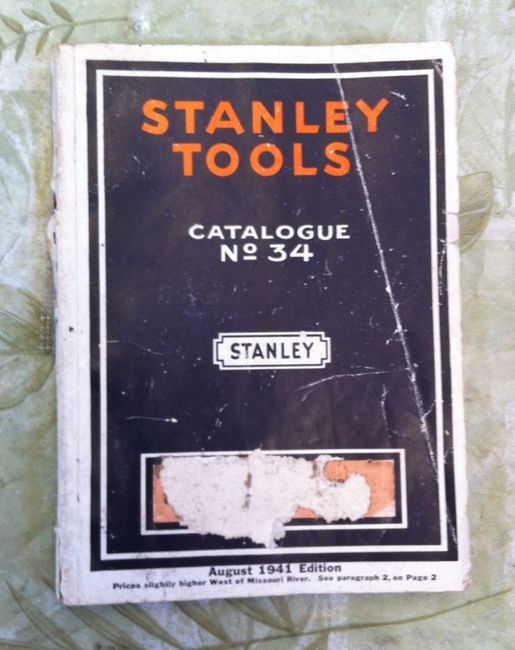 STANLEY
TOOLS
CATALOGUE
Nº 34
STANLEY
August 1941 Edition
Prices slightly higher West of Missouri River. See paragraph 2, on Page 2